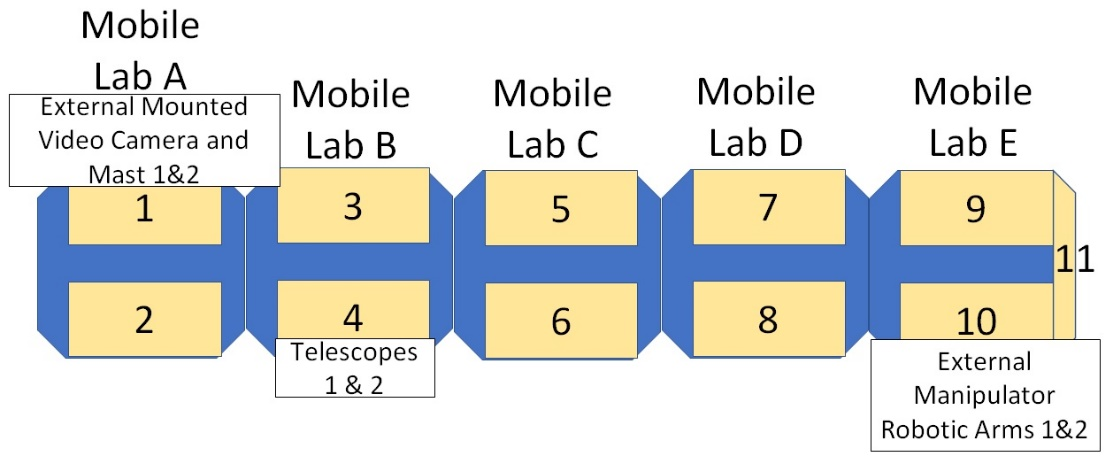 Mobile
Lab A
External Mounted
Video Camera and
Mast 1&2
Mobile
Lab B
Mobile
Lab C
Mobile
Lab D
Mobile
Lab E
1
3
5
7
9
11
2
4
6
8
10
Telescopes
1 & 2
External
Manipulator
Robotic Arms 1&2